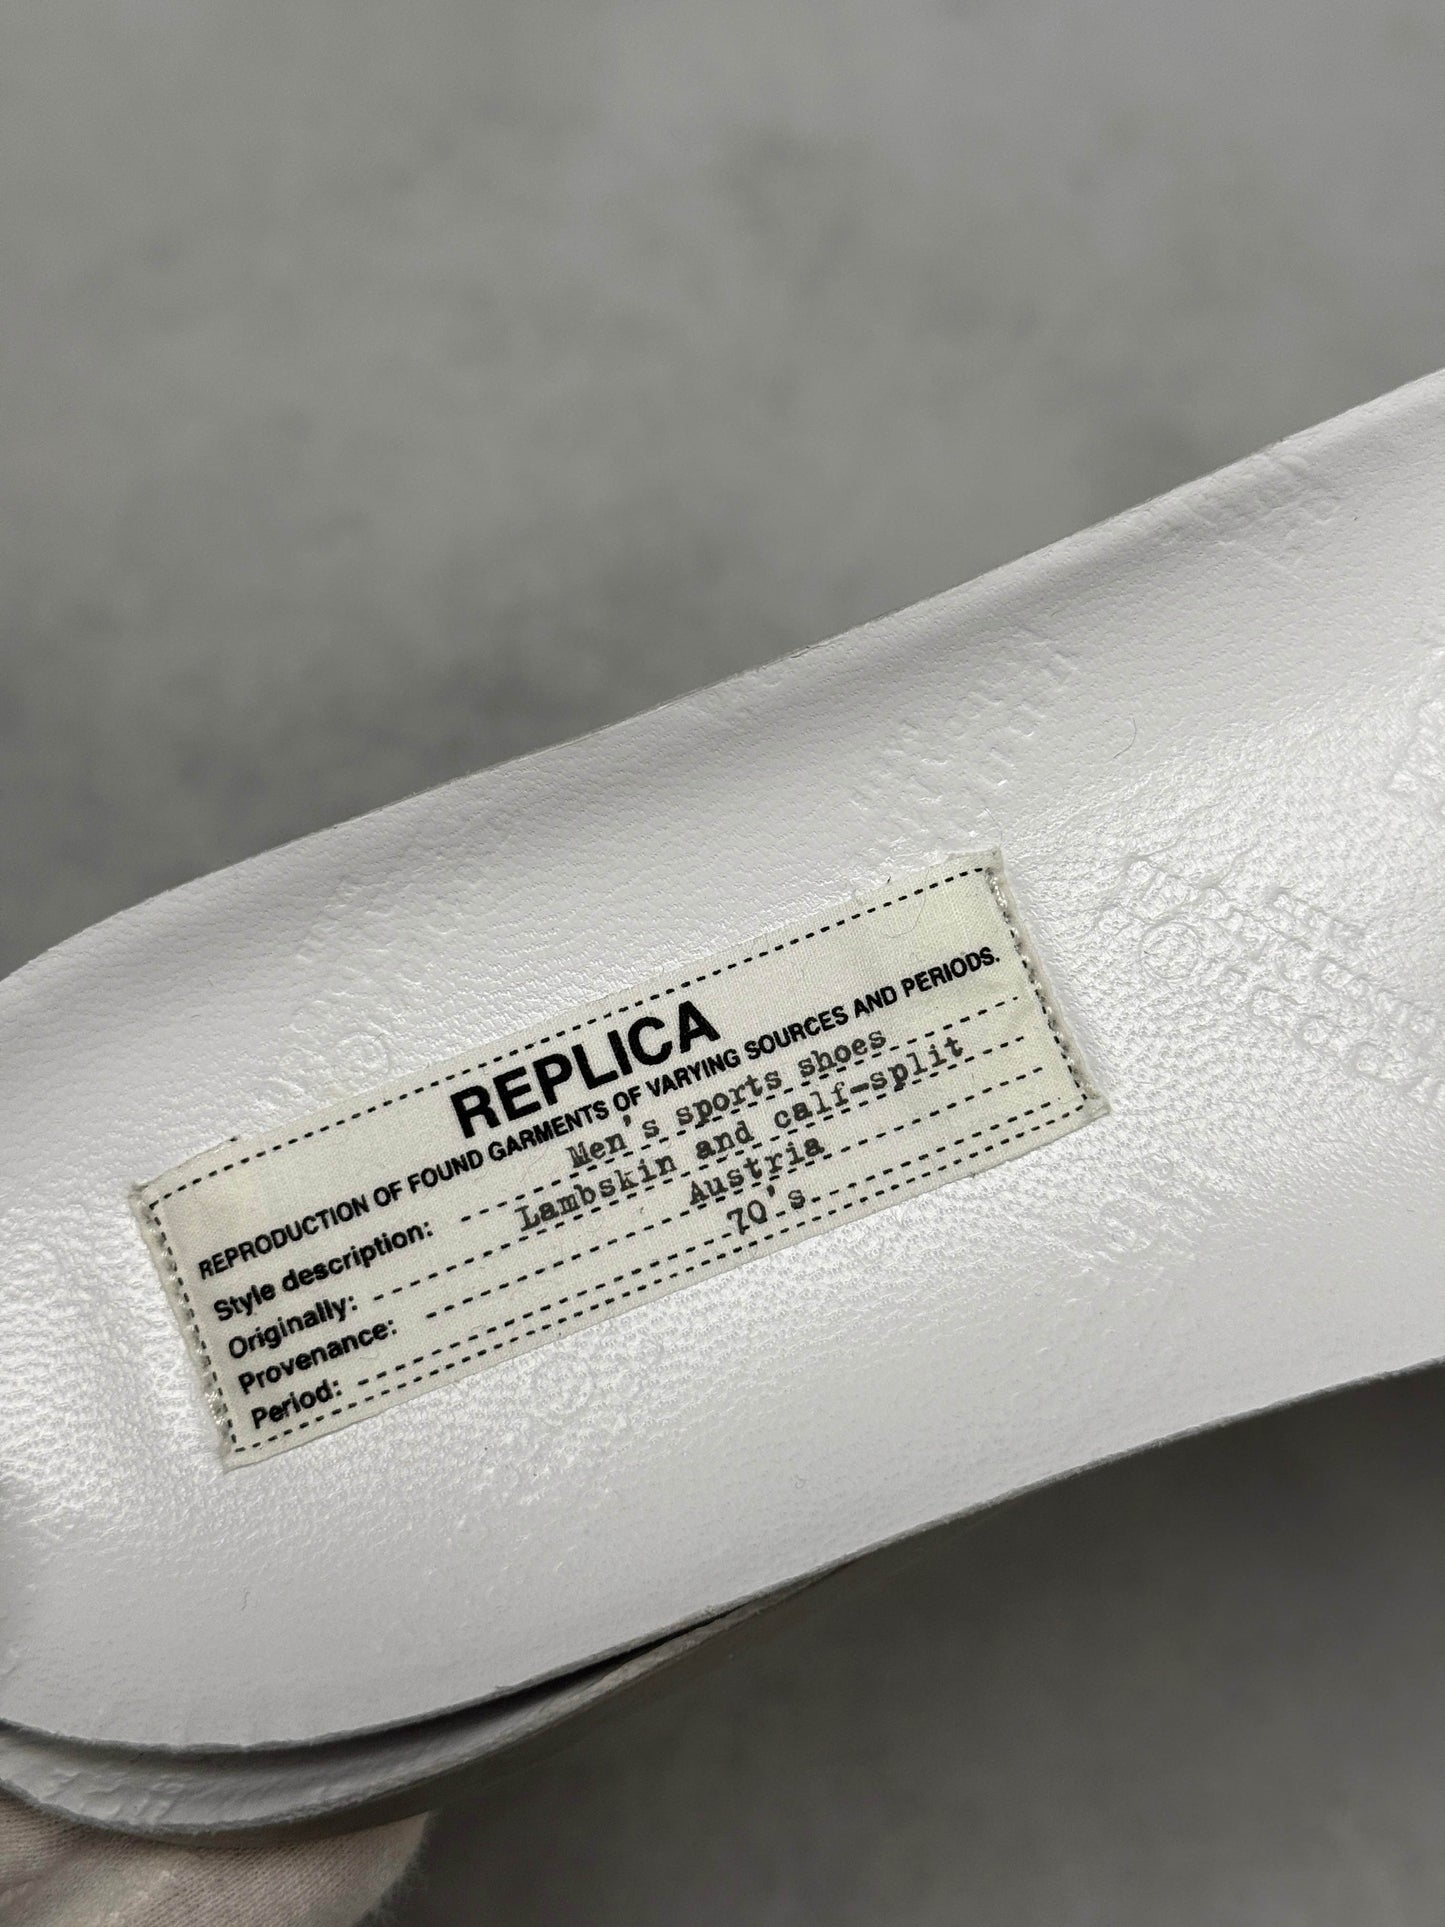 REPLICA
REPRODUCTION OF FOUND GARMENTS OF VARYING SOURCES AND PERIODS.
Style description: Men's sports shoes
Originally: Lambskin and calf-split
Provenance: Austria
Period: 70's